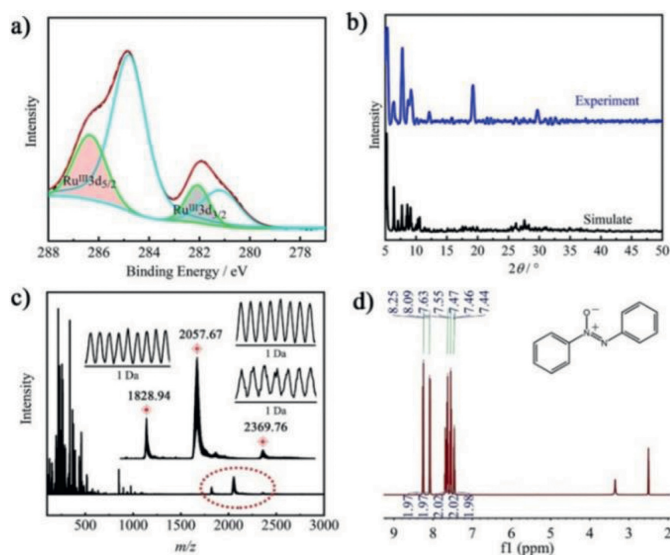 a)
Intensity
Ru^III 3d5/2
Ru^III 3d3/2
288 286 284 282 280 278
Binding Energy / eV
b)
Intensity
Experiment
Simulate
5 10 15 20 25 30 35 40 45 50
2θ / °
c)
Intensity
1 Da
1828.94
2057.67
1 Da
1 Da
2369.76
500 1000 1500 2000 2500 3000
m/z
d)
8.25
8.09
7.63
7.55
7.47
7.46
7.44
O−
N+
N
1.97
1.97
2.02
2.02
1.98
9 8 7 6 5 4 3 2
f1 (ppm)